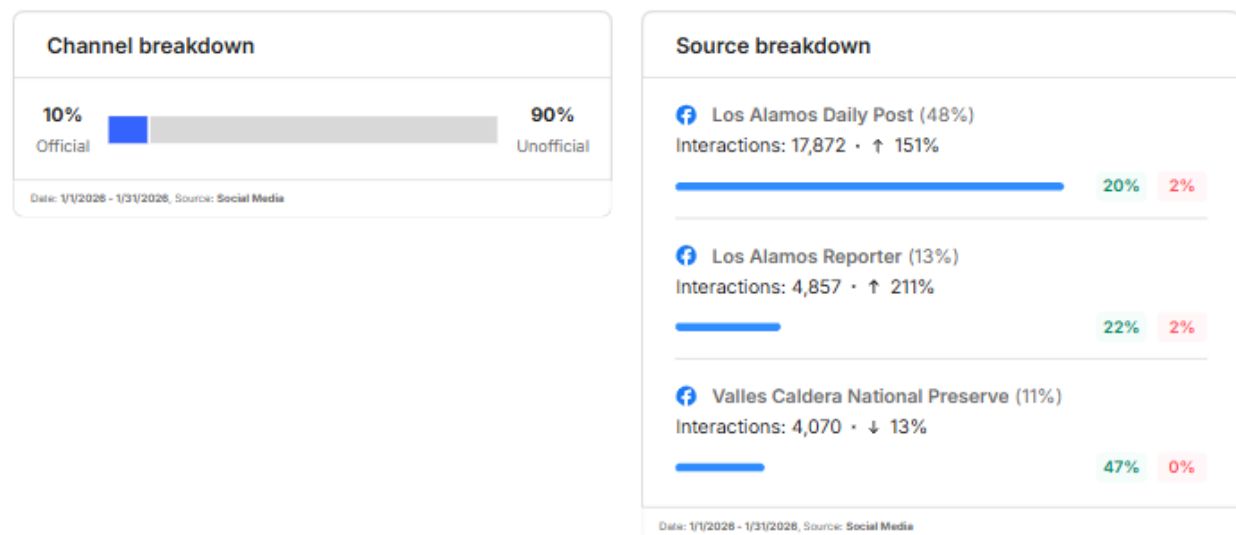 Channel breakdown
10%
90%
Official
Unofficial
Date: 1/1/2026 - 1/31/2026, Source: Social Media
Source breakdown
Los Alamos Daily Post (48%)
Interactions: 17,872 · ↑ 151%
20% 2%
Los Alamos Reporter (13%)
Interactions: 4,857 · ↑ 211%
22% 2%
Valles Caldera National Preserve (11%)
Interactions: 4,070 · ↓ 13%
47% 0%
Date: 1/1/2026 - 1/31/2026, Source: Social Media